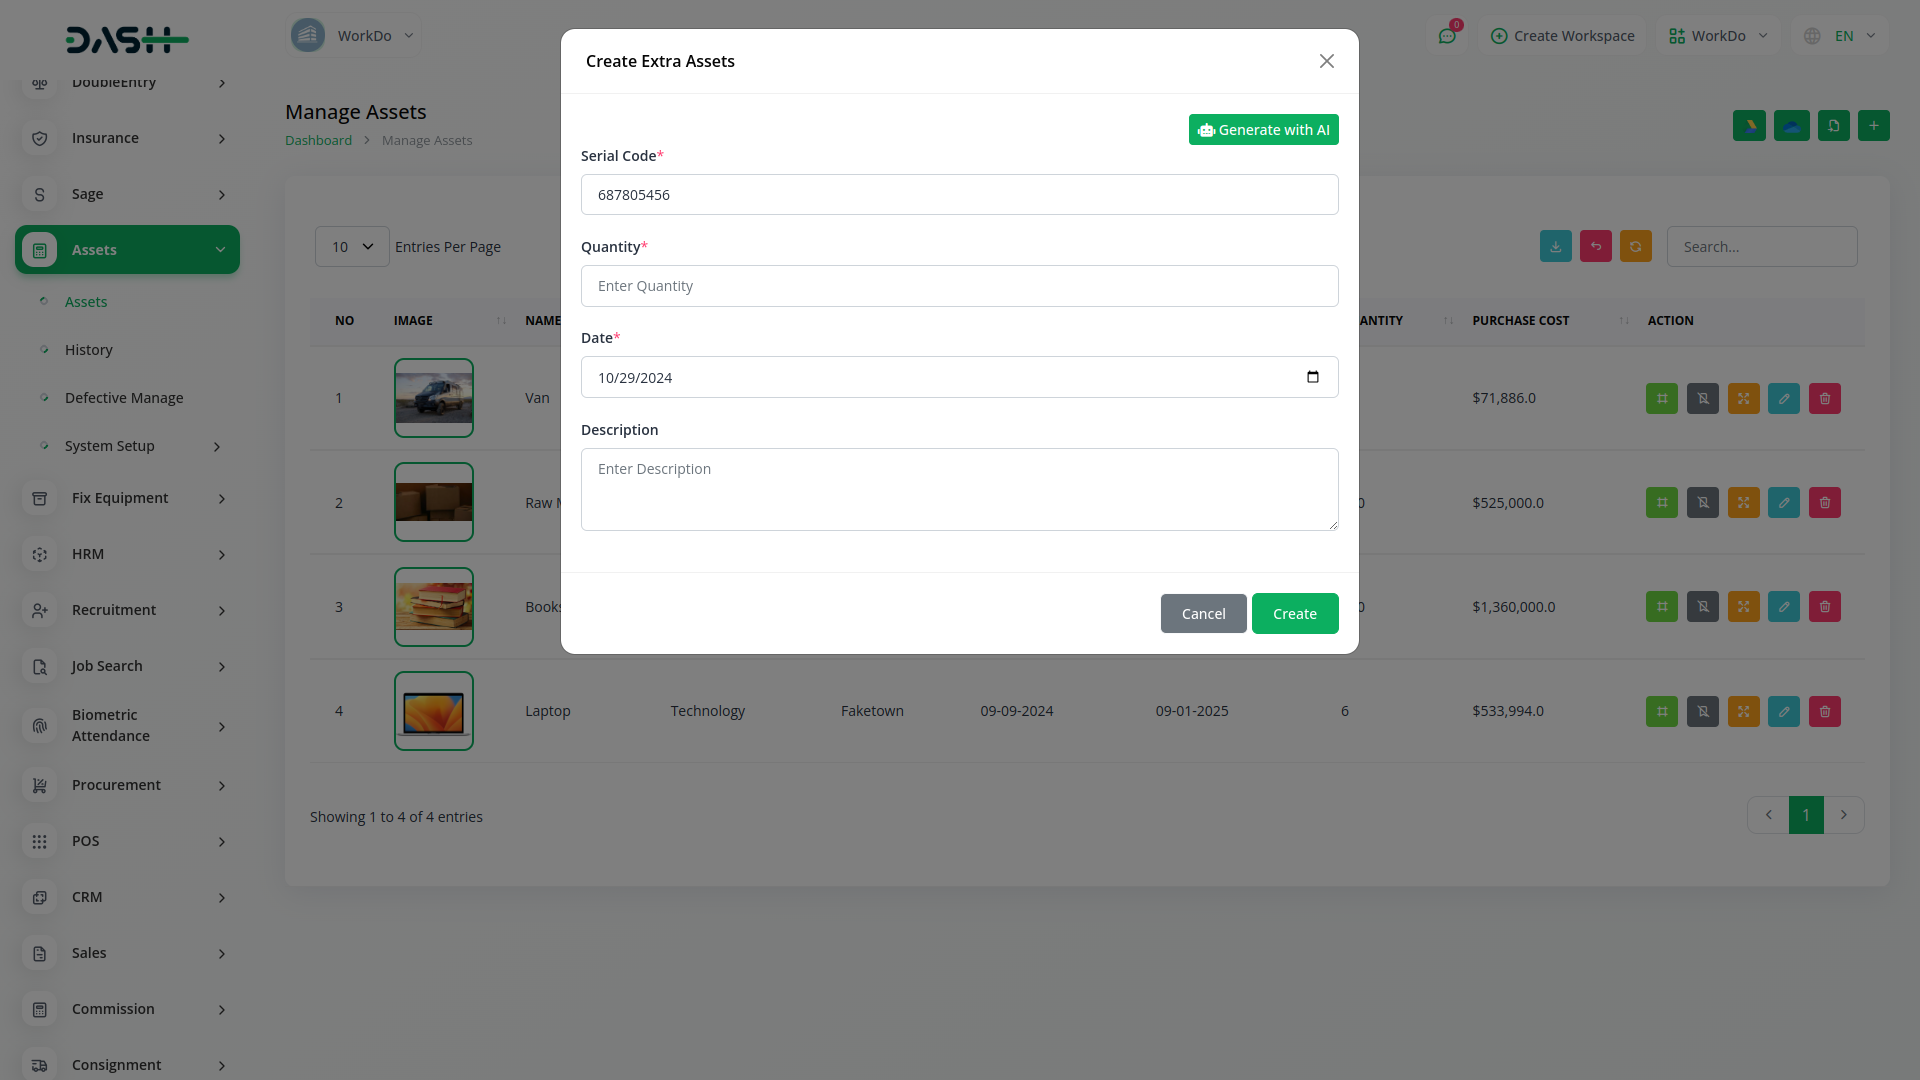 DASH
WorkDo
0
Create Workspace
WorkDo
EN
DoubleEntry
Insurance
Sage
Assets
Assets
History
Defective Manage
System Setup
Fix Equipment
HRM
Recruitment
Job Search
Biometric
Attendance
Procurement
POS
CRM
Sales
Commission
Consignment
Manage Assets
Dashboard > Manage Assets
10 Entries Per Page
Search...
NO IMAGE NAME ANTITY PURCHASE COST ACTION
1 Van $71,886.0
2 Raw 0 $525,000.0
3 Books 0 $1,360,000.0
4 Laptop Technology Faketown 09-09-2024 09-01-2025 6 $533,994.0
Showing 1 to 4 of 4 entries
1
Create Extra Assets
Generate with AI
Serial Code*
687805456
Quantity*
Enter Quantity
Date*
10/29/2024
Description
Enter Description
Cancel
Create